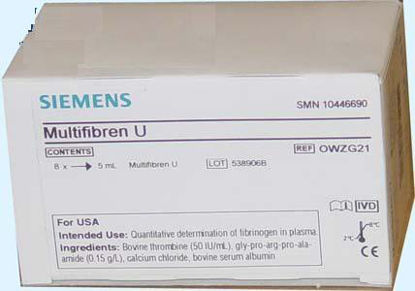 SIEMENS
SMN 10446690
Multifibren U
CONTENTS
REF OWZG21
8 x 5 mL Multifibren U LOT 538906B
IVD
For USA
Intended Use: Quantitative determination of fibrinogen in plasma.
Ingredients: Bovine thrombine (50 IU/mL), gly-pro-arg-pro-ala-
amide (0.15 g/L), calcium chloride, bovine serum albumin
2°C
8°C
CE